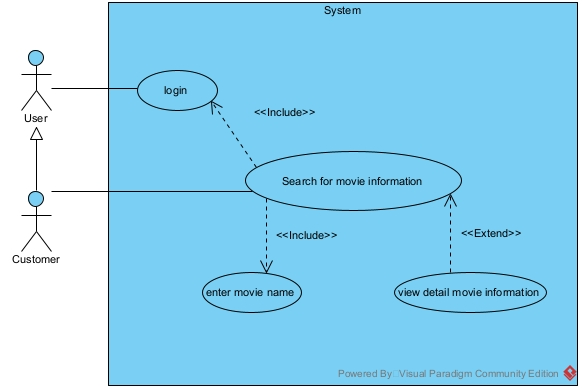 System
login
User
<<Include>>
Search for movie information
<<Include>>
<<Extend>>
Customer
enter movie name
view detail movie information
Powered By Visual Paradigm Community Edition